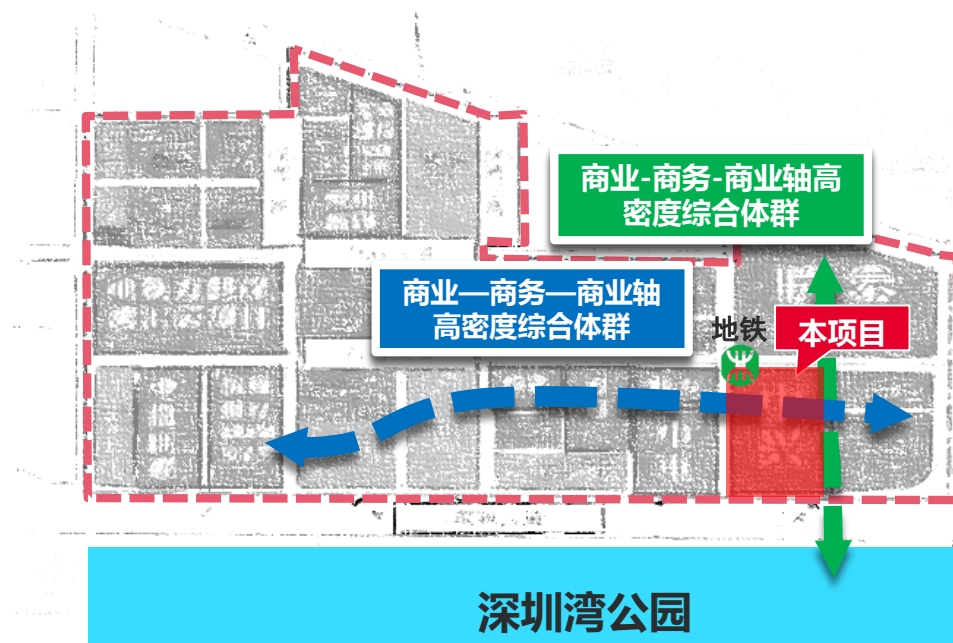 商业-商务-商业轴高
密度综合体群
商业—商务—商业轴
高密度综合体群
地铁
本项目
深圳湾公园